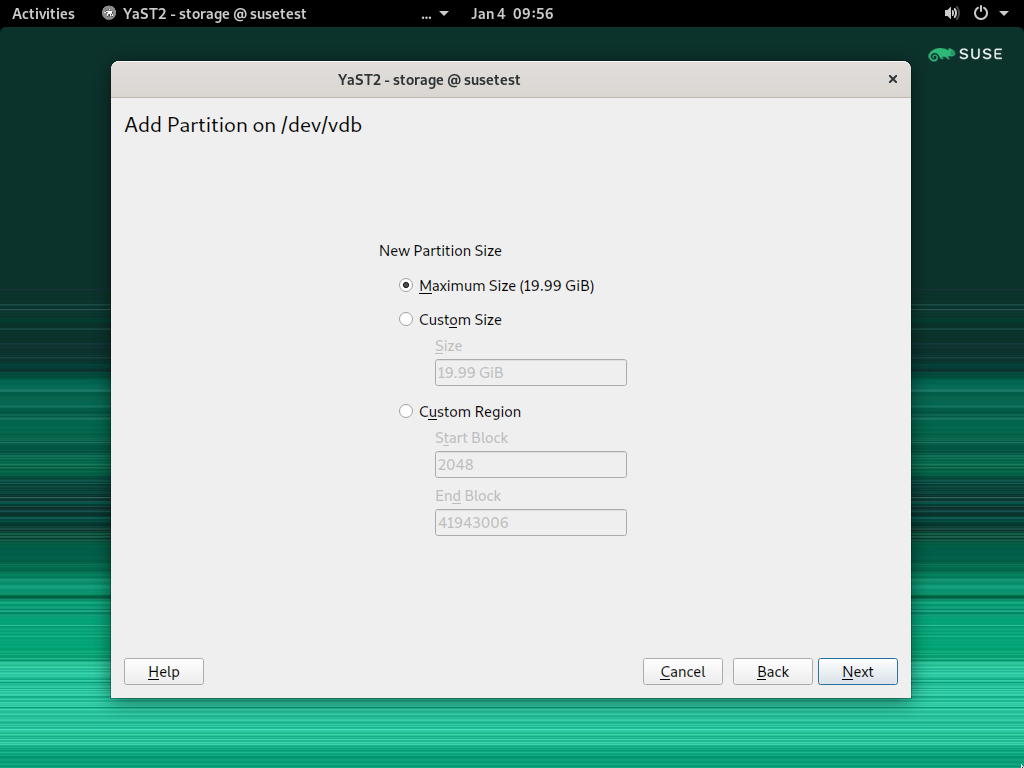 Activities YaST2 - storage @ susetest ... Jan 4 09:56
SUSE
YaST2 - storage @ susetest
Add Partition on /dev/vdb
New Partition Size
Maximum Size (19.99 GiB)
Custom Size
Size
19.99 GiB
Custom Region
Start Block
2048
End Block
41943006
Help Cancel Back Next